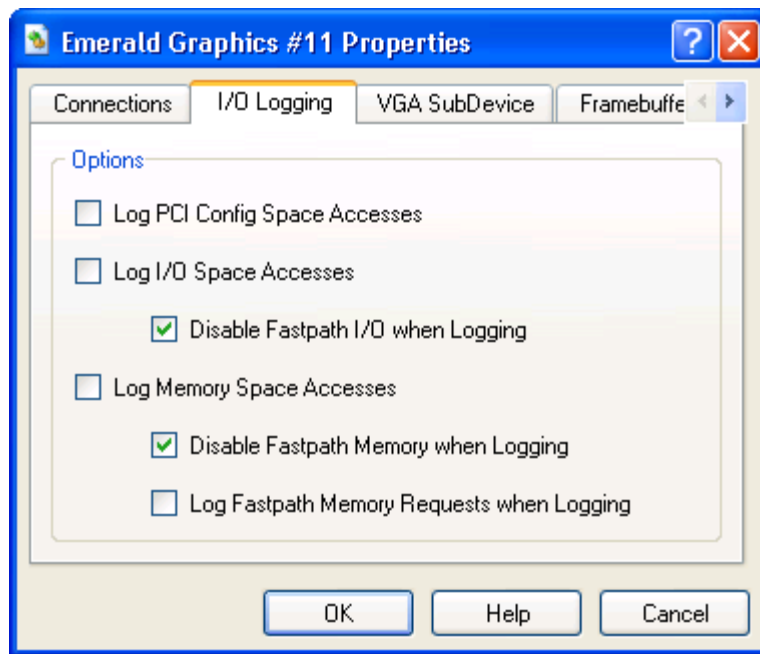 Emerald Graphics #11 Properties
?
Connections I/O Logging VGA SubDevice Framebuffe
Options
Log PCI Config Space Accesses
Log I/O Space Accesses
Disable Fastpath I/O when Logging
Log Memory Space Accesses
Disable Fastpath Memory when Logging
Log Fastpath Memory Requests when Logging
OK Help Cancel